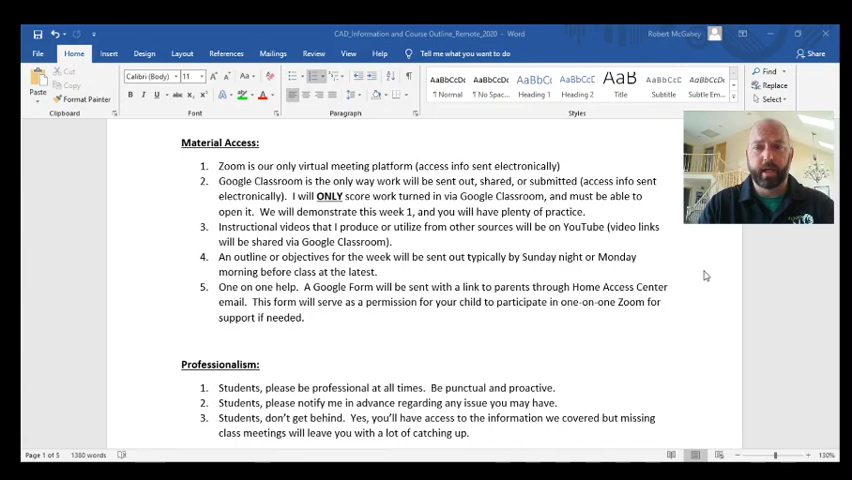 CAD_Information and Course Outline_Remote_2020 - Word
Robert McGahey
File Home Insert Design Layout References Mailings Review View Help Tell me what you want to do Share
Paste
Cut
Copy
Format Painter
Calibri (Body) 11
AaBbCcDc AaBbCcDc AaBbCc AaBbCcD AaB AaBbCcD AaBbCcDc
¶ Normal ¶ No Spac... Heading 1 Heading 2 Title Subtitle Subtle Em...
Find
Replace
Select
Clipboard Font Paragraph Styles Editing
Material Access:
1. Zoom is our only virtual meeting platform (access info sent electronically)
2. Google Classroom is the only way work will be sent out, shared, or submitted (access info sent
electronically). I will ONLY score work turned in via Google Classroom, and must be able to
open it. We will demonstrate this week 1, and you will have plenty of practice.
3. Instructional videos that I produce or utilize from other sources will be on YouTube (video links
will be shared via Google Classroom).
4. An outline or objectives for the week will be sent out typically by Sunday night or Monday
morning before class at the latest.
5. One on one help. A Google Form will be sent with a link to parents through Home Access Center
email. This form will serve as a permission for your child to participate in one-on-one Zoom for
support if needed.
Professionalism:
1. Students, please be professional at all times. Be punctual and proactive.
2. Students, please notify me in advance regarding any issue you may have.
3. Students, don't get behind. Yes, you'll have access to the information we covered but missing
class meetings will leave you with a lot of catching up.
Page 1 of 5 1380 words 130%